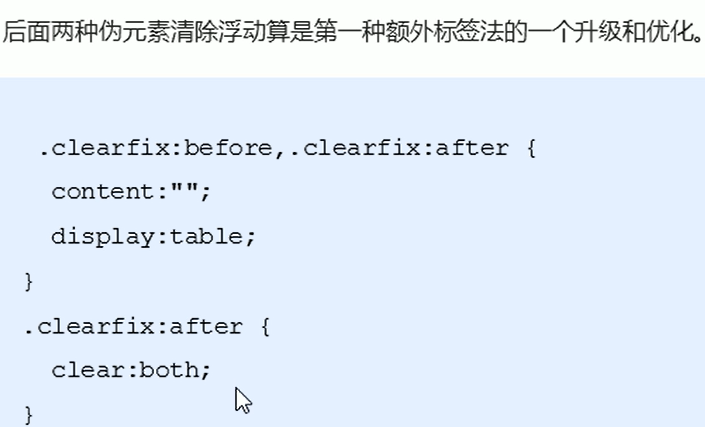 后面两种伪元素清除浮动算是第一种额外标签法的一个升级和优化。
.clearfix:before,.clearfix:after {
content:"";
display:table;
}
.clearfix:after {
clear:both;
}